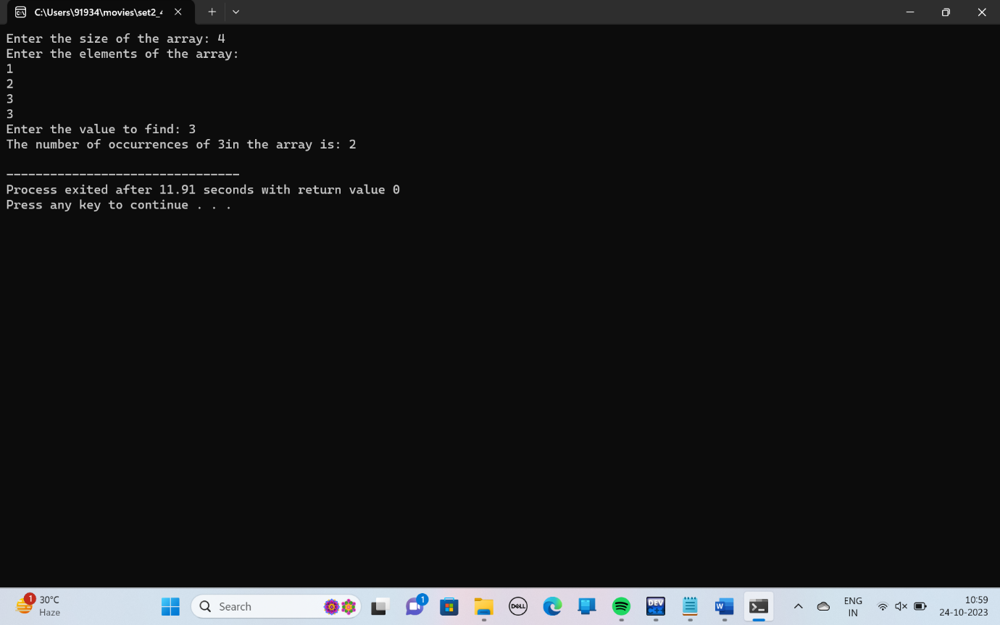 C:\Users\91934\movies\set2_4
Enter the size of the array: 4
Enter the elements of the array:
1
2
3
3
Enter the value to find: 3
The number of occurrences of 3in the array is: 2
--------------------------------
Process exited after 11.91 seconds with return value 0
Press any key to continue . . .
1
30°C
Haze
Search
1
DELL
DEV
C++
W
ENG
IN
10:59
24-10-2023